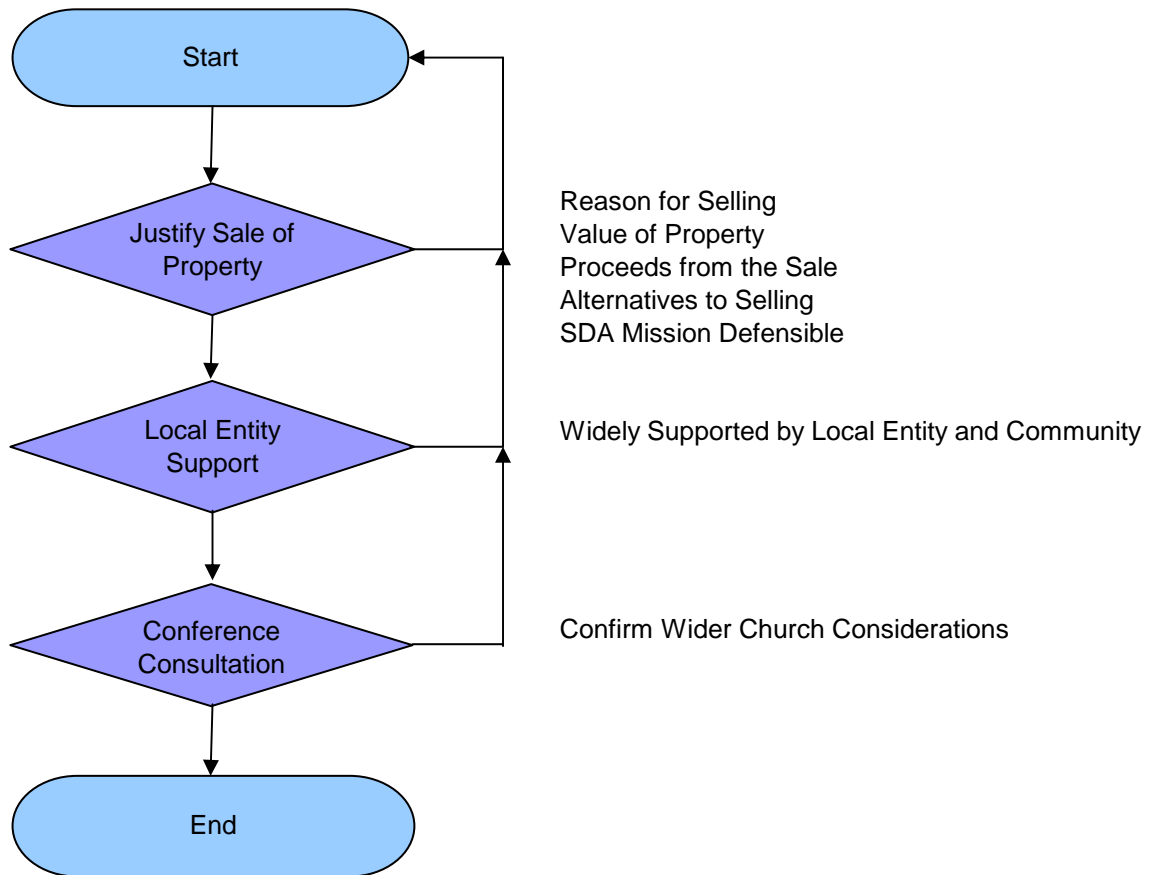 Start
Justify Sale of
Property
Reason for Selling
Value of Property
Proceeds from the Sale
Alternatives to Selling
SDA Mission Defensible
Local Entity
Support
Widely Supported by Local Entity and Community
Conference
Consultation
Confirm Wider Church Considerations
End